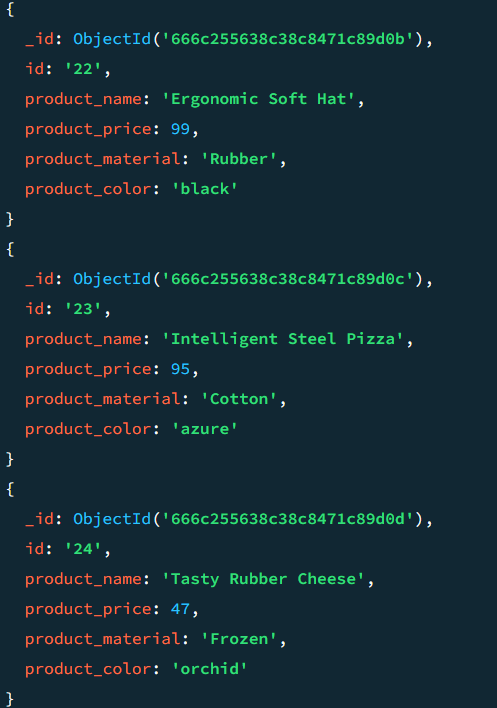 {
_id: ObjectId('666c255638c38c8471c89d0b'),
id: '22',
product_name: 'Ergonomic Soft Hat',
product_price: 99,
product_material: 'Rubber',
product_color: 'black'
}
{
_id: ObjectId('666c255638c38c8471c89d0c'),
id: '23',
product_name: 'Intelligent Steel Pizza',
product_price: 95,
product_material: 'Cotton',
product_color: 'azure'
}
{
_id: ObjectId('666c255638c38c8471c89d0d'),
id: '24',
product_name: 'Tasty Rubber Cheese',
product_price: 47,
product_material: 'Frozen',
product_color: 'orchid'
}